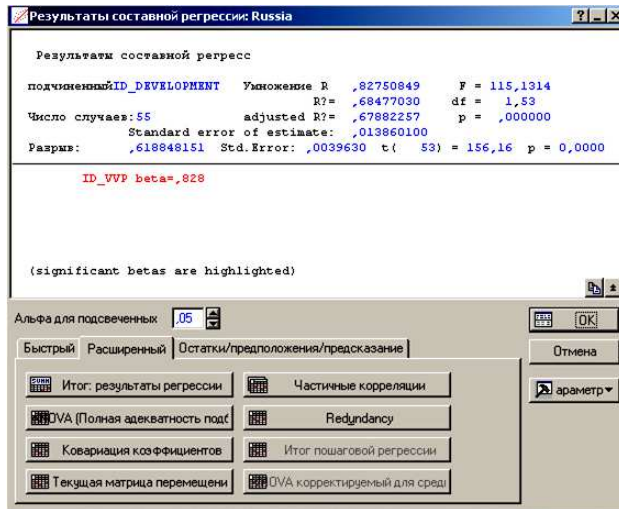 Результаты составной регрессии: Russia
Результаты составной регресс
подчиненныйID_DEVELOPMENT Умножение R ,82750849 F = 115,1314
R?= ,68477030 df = 1,53
Число случаев:55 adjusted R?= ,67882257 p = ,000000
Standard error of estimate: ,013860100
Разрыв: ,618848151 Std.Error: ,0039630 t( 53) = 156,16 p = 0,0000
ID_VVP beta=,828
(significant betas are highlighted)
Альфа для подсвеченных ,05
OK
Быстрый Расширенный Остатки/предположения/предсказание
Отмена
Итог: результаты регрессии Частичные корреляции
араметр
OVA (Полная адекватность подб Redundancy
Ковариация коэффициентов Итог пошаговой регрессии
Текущая матрица перемещени OVA корректируемый для сред